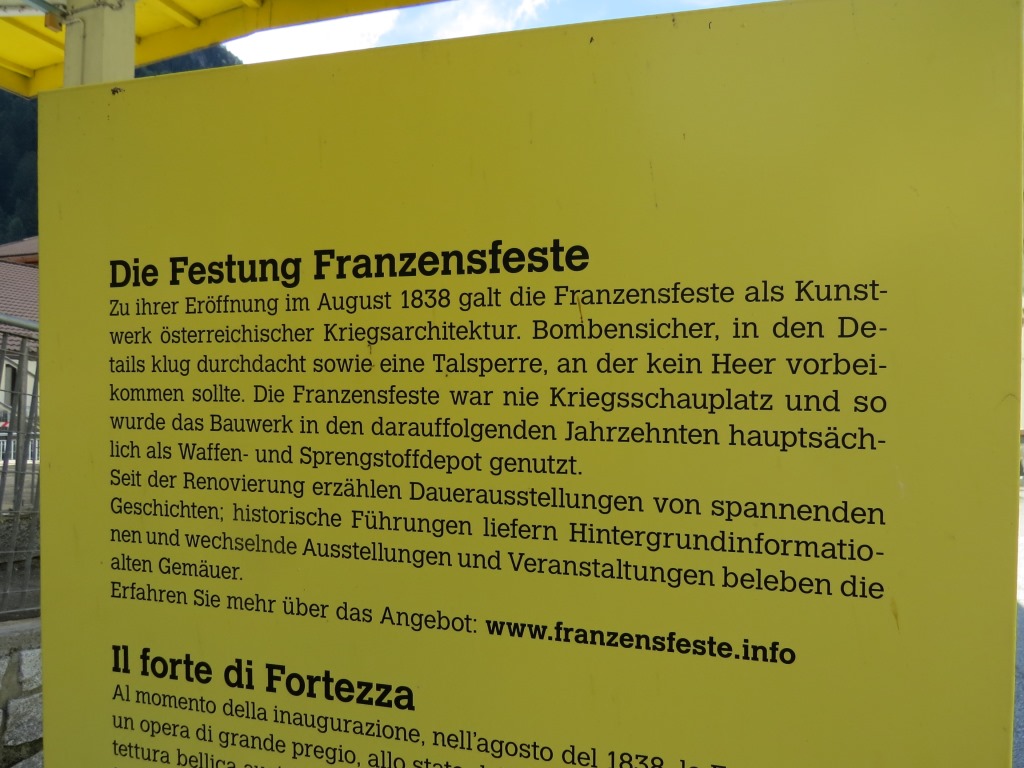 Die Festung Franzensfeste
Zu ihrer Eröffnung im August 1838 galt die Franzensfeste als Kunst-
werk österreichischer Kriegsarchitektur. Bombensicher, in den De-
tails klug durchdacht sowie eine Talsperre, an der kein Heer vorbei-
kommen sollte. Die Franzensfeste war nie Kriegsschauplatz und so
wurde das Bauwerk in den darauffolgenden Jahrzehnten hauptsäch-
lich als Waffen- und Sprengstoffdepot genutzt.
Seit der Renovierung erzählen Dauerausstellungen von spannenden
Geschichten; historische Führungen liefern Hintergrundinformatio-
nen und wechselnde Ausstellungen und Veranstaltungen beleben die
alten Gemäuer.
Erfahren Sie mehr über das Angebot: www.franzensfeste.info
Il forte di Fortezza
Al momento della inaugurazione, nell'agosto del 1838, la
un opera di grande pregio, allo
tettura bellica